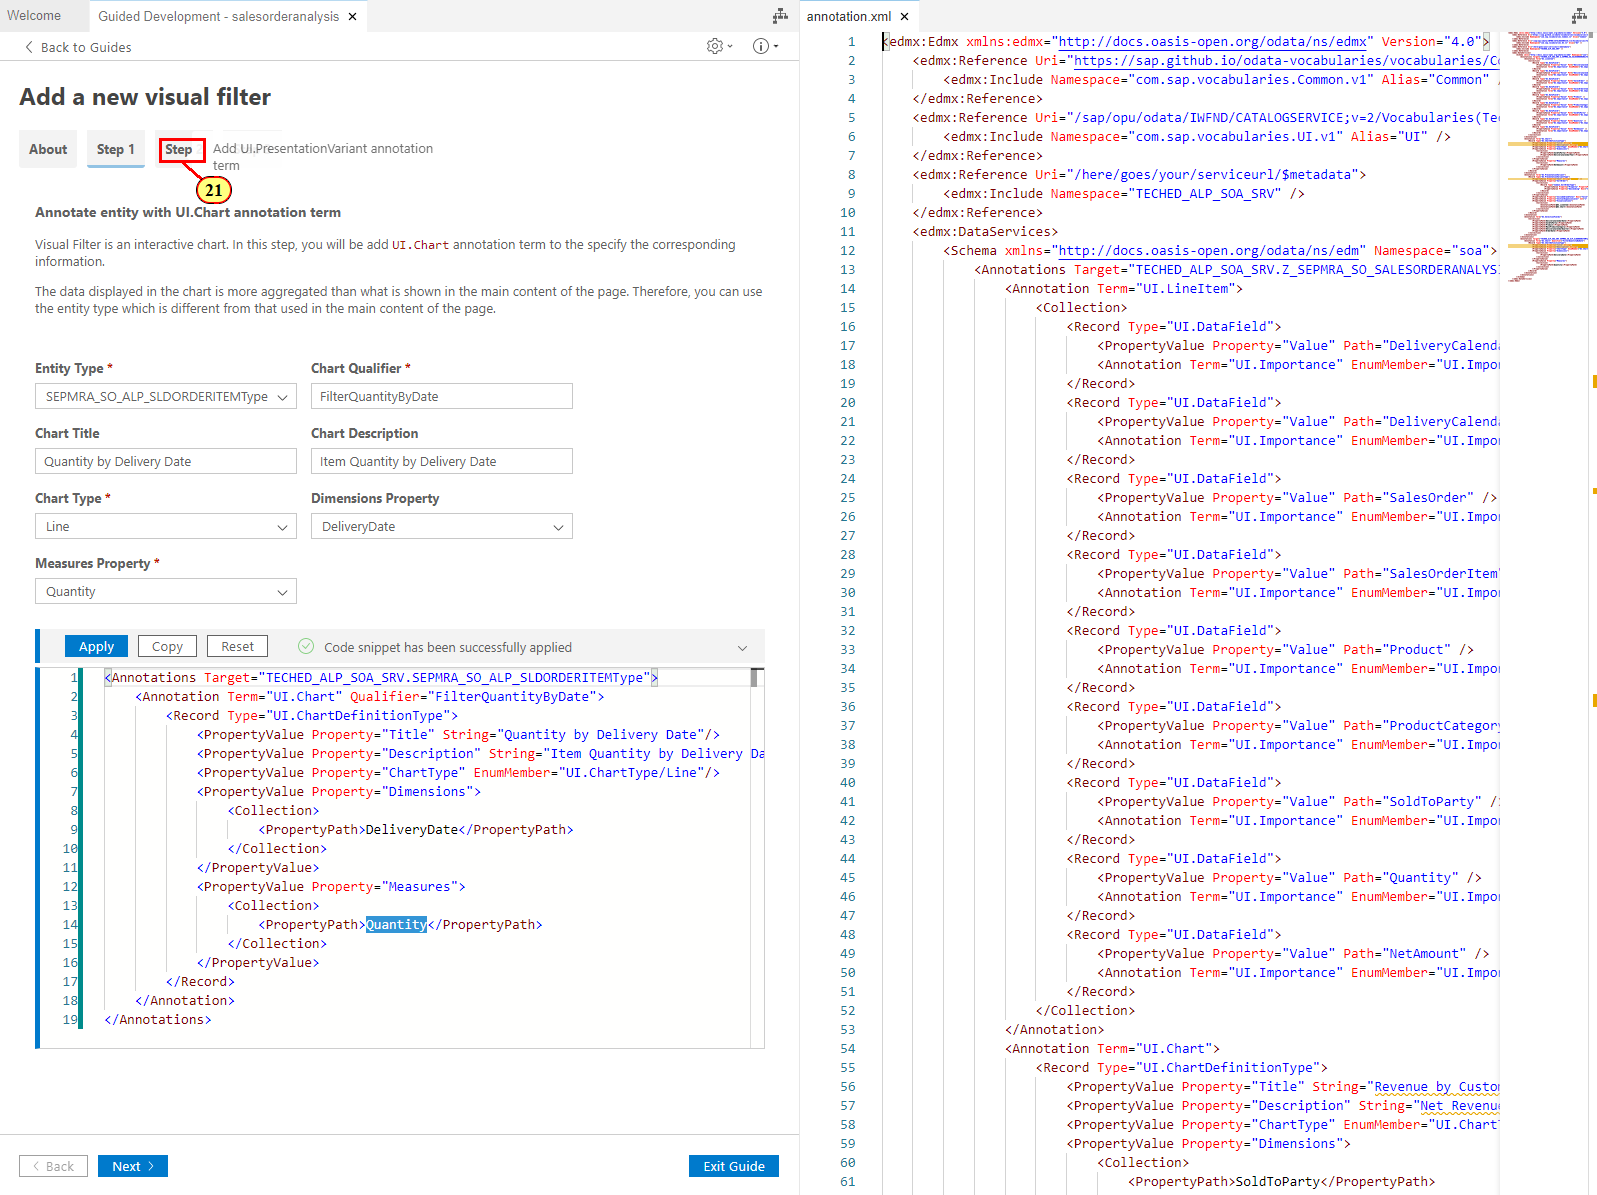 Welcome
Guided Development - salesorderanalysis
Back to Guides
Add a new visual filter
About
Step 1
Step
Add UI.PresentationVariant annotation
term
21
Annotate entity with UI.Chart annotation term
Visual Filter is an interactive chart. In this step, you will be add UI.Chart annotation term to the specify the corresponding
information.
The data displayed in the chart is more aggregated than what is shown in the main content of the page. Therefore, you can use
the entity type which is different from that used in the main content of the page.
Entity Type *
Chart Qualifier *
SEPMRA_SO_ALP_SLDORDERITEMType
FilterQuantityByDate
Chart Title
Chart Description
Quantity by Delivery Date
Item Quantity by Delivery Date
Chart Type *
Dimensions Property
Line
DeliveryDate
Measures Property *
Quantity
Apply
Copy
Reset
Code snippet has been successfully applied
1 <Annotations Target="TECHED_ALP_SOA_SRV.SEPMRA_SO_ALP_SLDORDERITEMType">
2 <Annotation Term="UI.Chart" Qualifier="FilterQuantityByDate">
3 <Record Type="UI.ChartDefinitionType">
4 <PropertyValue Property="Title" String="Quantity by Delivery Date"/>
5 <PropertyValue Property="Description" String="Item Quantity by Delivery Da
6 <PropertyValue Property="ChartType" EnumMember="UI.ChartType/Line"/>
7 <PropertyValue Property="Dimensions">
8 <Collection>
9 <PropertyPath>DeliveryDate</PropertyPath>
10 </Collection>
11 </PropertyValue>
12 <PropertyValue Property="Measures">
13 <Collection>
14 <PropertyPath>Quantity</PropertyPath>
15 </Collection>
16 </PropertyValue>
17 </Record>
18 </Annotation>
19 </Annotations>
Back
Next
Exit Guide
annotation.xml
1 <edmx:Edmx xmlns:edmx="http://docs.oasis-open.org/odata/ns/edmx" Version="4.0">
2 <edmx:Reference Uri="https://sap.github.io/odata-vocabularies/vocabularies/Co
3 <edmx:Include Namespace="com.sap.vocabularies.Common.v1" Alias="Common" /
4 </edmx:Reference>
5 <edmx:Reference Uri="/sap/opu/odata/IWFND/CATALOGSERVICE;v=2/Vocabularies(Tec
6 <edmx:Include Namespace="com.sap.vocabularies.UI.v1" Alias="UI" />
7 </edmx:Reference>
8 <edmx:Reference Uri="/here/goes/your/serviceurl/$metadata">
9 <edmx:Include Namespace="TECHED_ALP_SOA_SRV" />
10 </edmx:Reference>
11 <edmx:DataServices>
12 <Schema xmlns="http://docs.oasis-open.org/odata/ns/edm" Namespace="soa">
13 <Annotations Target="TECHED_ALP_SOA_SRV.Z_SEPMRA_SO_SALESORDERANALYSI
14 <Annotation Term="UI.LineItem">
15 <Collection>
16 <Record Type="UI.DataField">
17 <PropertyValue Property="Value" Path="DeliveryCalenda
18 <Annotation Term="UI.Importance" EnumMember="UI.Impor
19 </Record>
20 <Record Type="UI.DataField">
21 <PropertyValue Property="Value" Path="DeliveryCalenda
22 <Annotation Term="UI.Importance" EnumMember="UI.Impor
23 </Record>
24 <Record Type="UI.DataField">
25 <PropertyValue Property="Value" Path="SalesOrder" />
26 <Annotation Term="UI.Importance" EnumMember="UI.Impor
27 </Record>
28 <Record Type="UI.DataField">
29 <PropertyValue Property="Value" Path="SalesOrderItem"
30 <Annotation Term="UI.Importance" EnumMember="UI.Impor
31 </Record>
32 <Record Type="UI.DataField">
33 <PropertyValue Property="Value" Path="Product" />
34 <Annotation Term="UI.Importance" EnumMember="UI.Impor
35 </Record>
36 <Record Type="UI.DataField">
37 <PropertyValue Property="Value" Path="ProductCategory
38 <Annotation Term="UI.Importance" EnumMember="UI.Impor
39 </Record>
40 <Record Type="UI.DataField">
41 <PropertyValue Property="Value" Path="SoldToParty" /
42 <Annotation Term="UI.Importance" EnumMember="UI.Impor
43 </Record>
44 <Record Type="UI.DataField">
45 <PropertyValue Property="Value" Path="Quantity" />
46 <Annotation Term="UI.Importance" EnumMember="UI.Impor
47 </Record>
48 <Record Type="UI.DataField">
49 <PropertyValue Property="Value" Path="NetAmount" />
50 <Annotation Term="UI.Importance" EnumMember="UI.Impor
51 </Record>
52 </Collection>
53 </Annotation>
54 <Annotation Term="UI.Chart">
55 <Record Type="UI.ChartDefinitionType">
56 <PropertyValue Property="Title" String="Revenue by Custom
57 <PropertyValue Property="Description" String="Net Revenue
58 <PropertyValue Property="ChartType" EnumMember="UI.ChartT
59 <PropertyValue Property="Dimensions">
60 <Collection>
61 <PropertyPath>SoldToParty</PropertyPath>